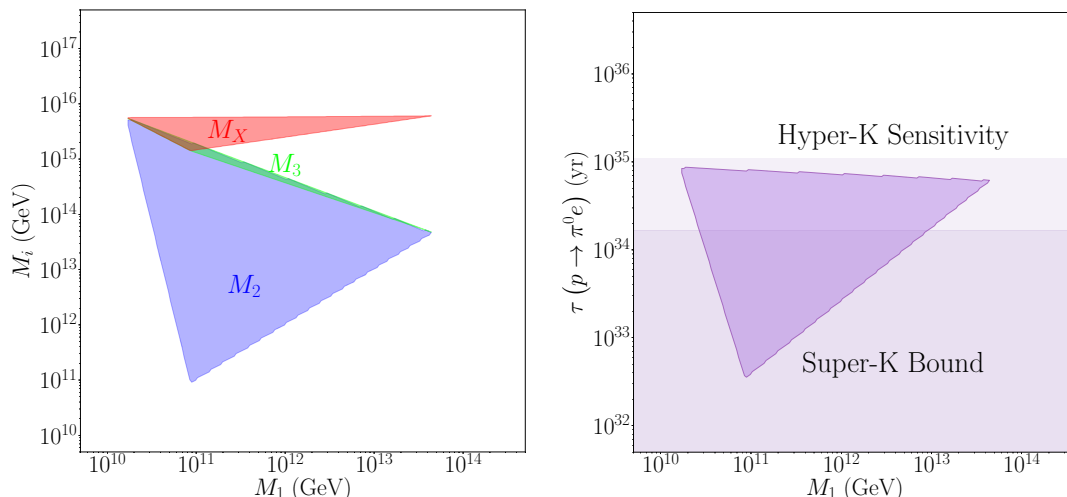 10^17
10^16
10^15
10^14
10^13
10^12
10^11
10^10
M_i (GeV)
M_X
M_3
M_2
10^10 10^11 10^12 10^13 10^14
M_1 (GeV)
10^36
10^35
10^34
10^33
10^32
τ (p → π^0 e) (yr)
Hyper-K Sensitivity
Super-K Bound
10^10 10^11 10^12 10^13 10^14
M_1 (GeV)